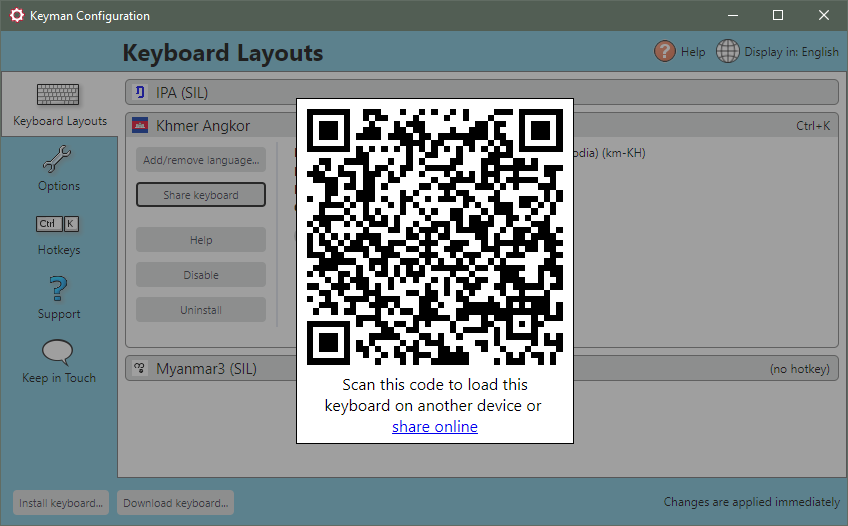 Keyman Configuration
Keyboard Layouts
Help
Display in: English
Keyboard Layouts
Options
Ctrl K
Hotkeys
Support
Keep in Touch
IPA (SIL)
Khmer Angkor
Ctrl+K
Add/remove language...
Share keyboard
Help
Disable
Uninstall
(km-KH)
Scan this code to load this
keyboard on another device or
share online
Myanmar3 (SIL)
(no hotkey)
Install keyboard...
Download keyboard...
Changes are applied immediately